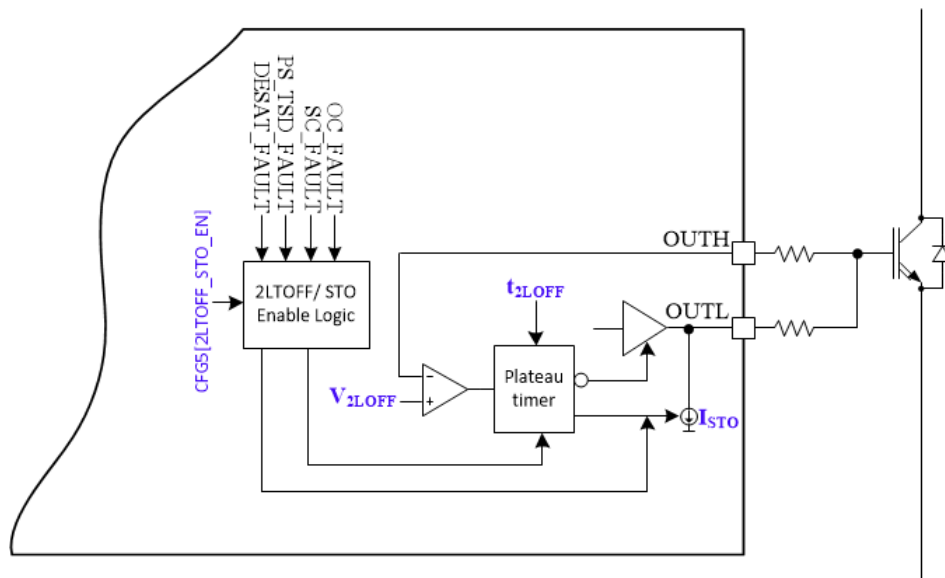 DESAT_FAULT
PS_TSD_FAULT
SC_FAULT
OC_FAULT
CFG5[2LTOFF_STO_EN]
2LTOFF/ STO
Enable Logic
OUTH
OUTL
t2LOFF
V2LOFF
−
+
Plateau
timer
ISTO